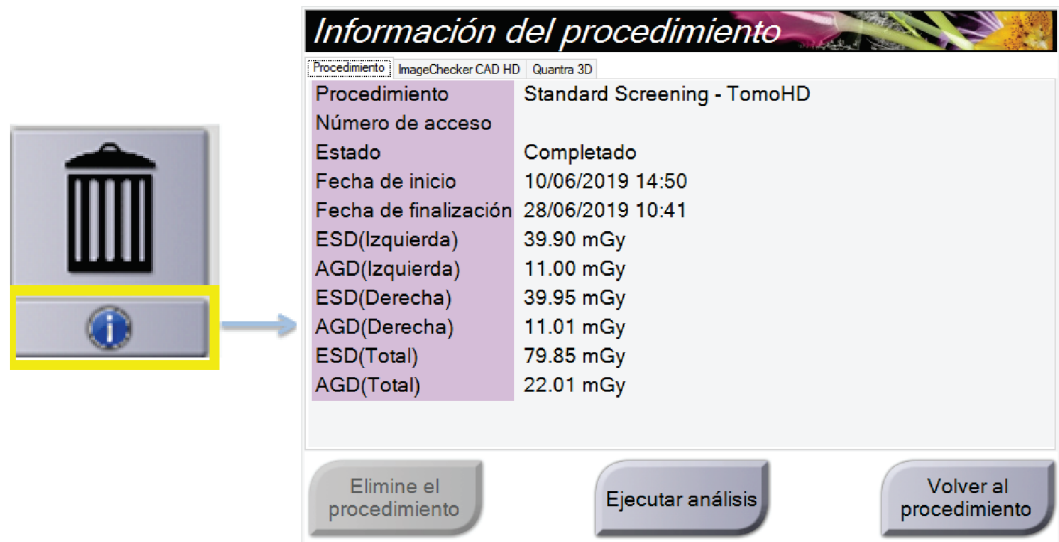 Información del procedimiento
Procedimiento ImageChecker CAD HD Quantra 3D
Procedimiento Standard Screening - TomoHD
Número de acceso
Estado Completado
Fecha de inicio 10/06/2019 14:50
Fecha de finalización 28/06/2019 10:41
ESD(Izquierda) 39.90 mGy
AGD(Izquierda) 11.00 mGy
ESD(Derecha) 39.95 mGy
AGD(Derecha) 11.01 mGy
ESD(Total) 79.85 mGy
AGD(Total) 22.01 mGy
Elimine el
procedimiento
Ejecutar análisis
Volver al
procedimiento